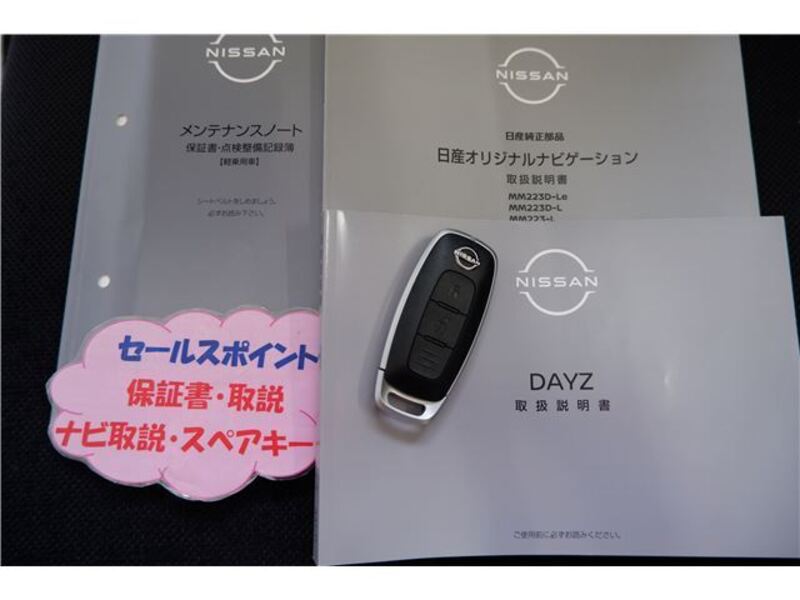 NISSAN
メンテナンスノート
保証書・点検整備記録簿
【軽乗用車】
シートベルトをしめましょう。
必ずお読み下さい。
NISSAN
日産純正部品
日産オリジナルナビゲーション
取扱説明書
MM223D-Le
MM223D-L
MM223-L
NISSAN
NISSAN
DAYZ
取扱説明書
ご使用前に必ずお読みください。
セールスポイント
保証書・取説
ナビ取説・スペアキー